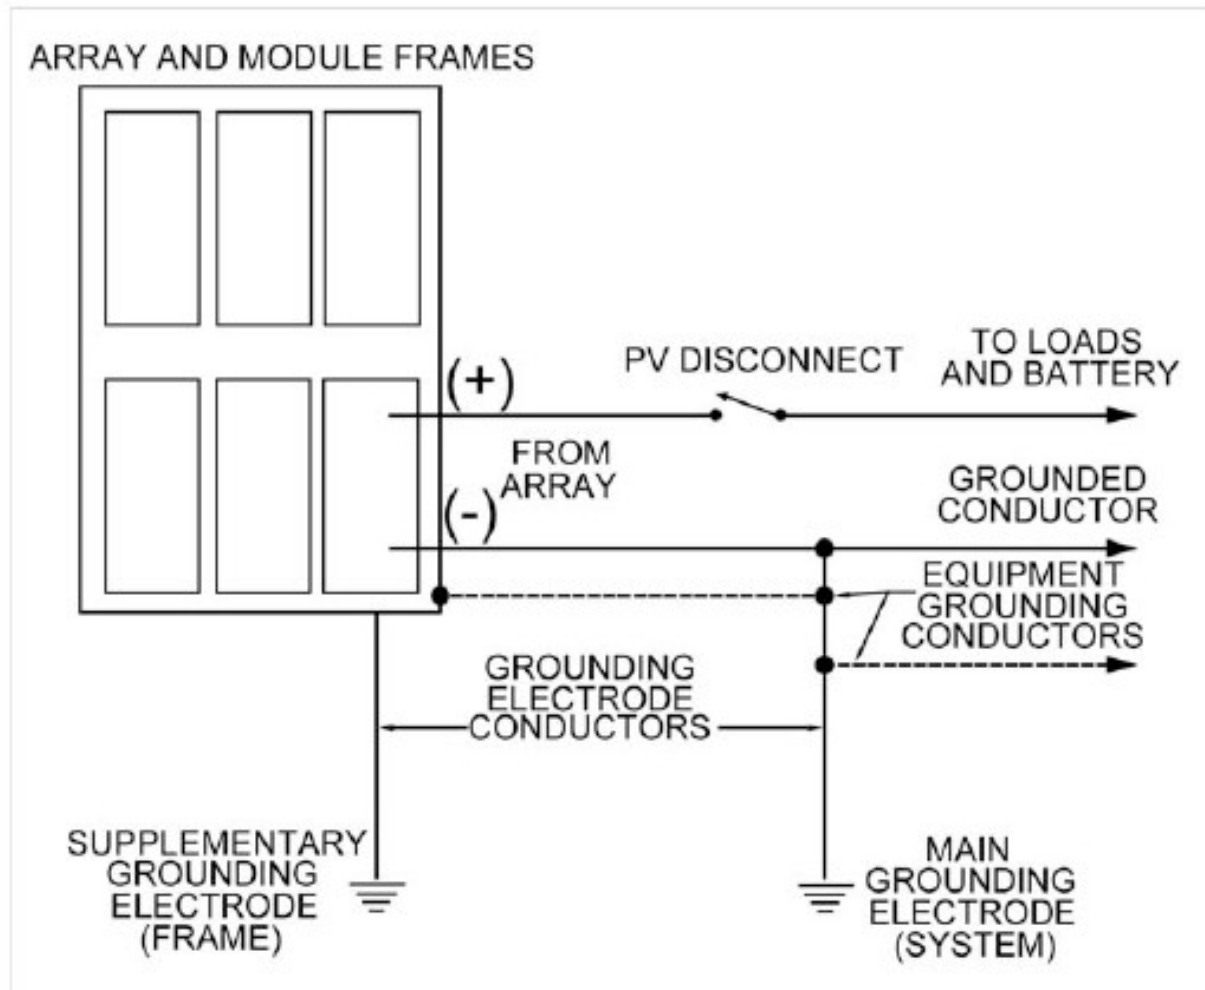 ARRAY AND MODULE FRAMES
(+)
PV DISCONNECT
TO LOADS
AND BATTERY
FROM
ARRAY
(-)
GROUNDED
CONDUCTOR
EQUIPMENT
GROUNDING
CONDUCTORS
GROUNDING
ELECTRODE
CONDUCTORS
SUPPLEMENTARY
GROUNDING
ELECTRODE
(FRAME)
MAIN
GROUNDING
ELECTRODE
(SYSTEM)